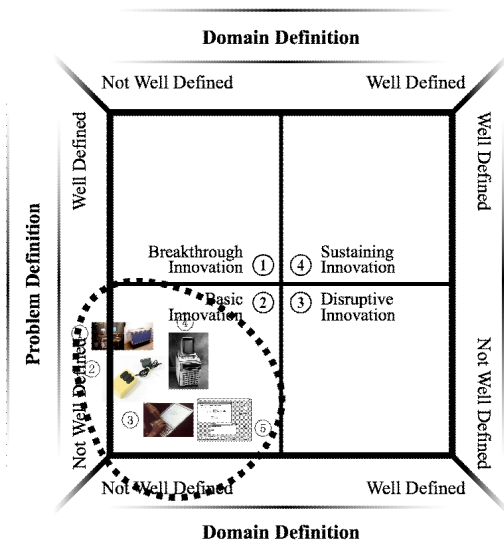 Domain Definition
Not Well Defined
Well Defined
Well Defined
Well Defined
Problem Definition
Breakthrough
Innovation
①
④
Sustaining
Innovation
Basic
Innovation
②
③
Disruptive
Innovation
④
②
③
⑤
Not Well Defined
Not Well Defined
Not Well Defined
Well Defined
Domain Definition